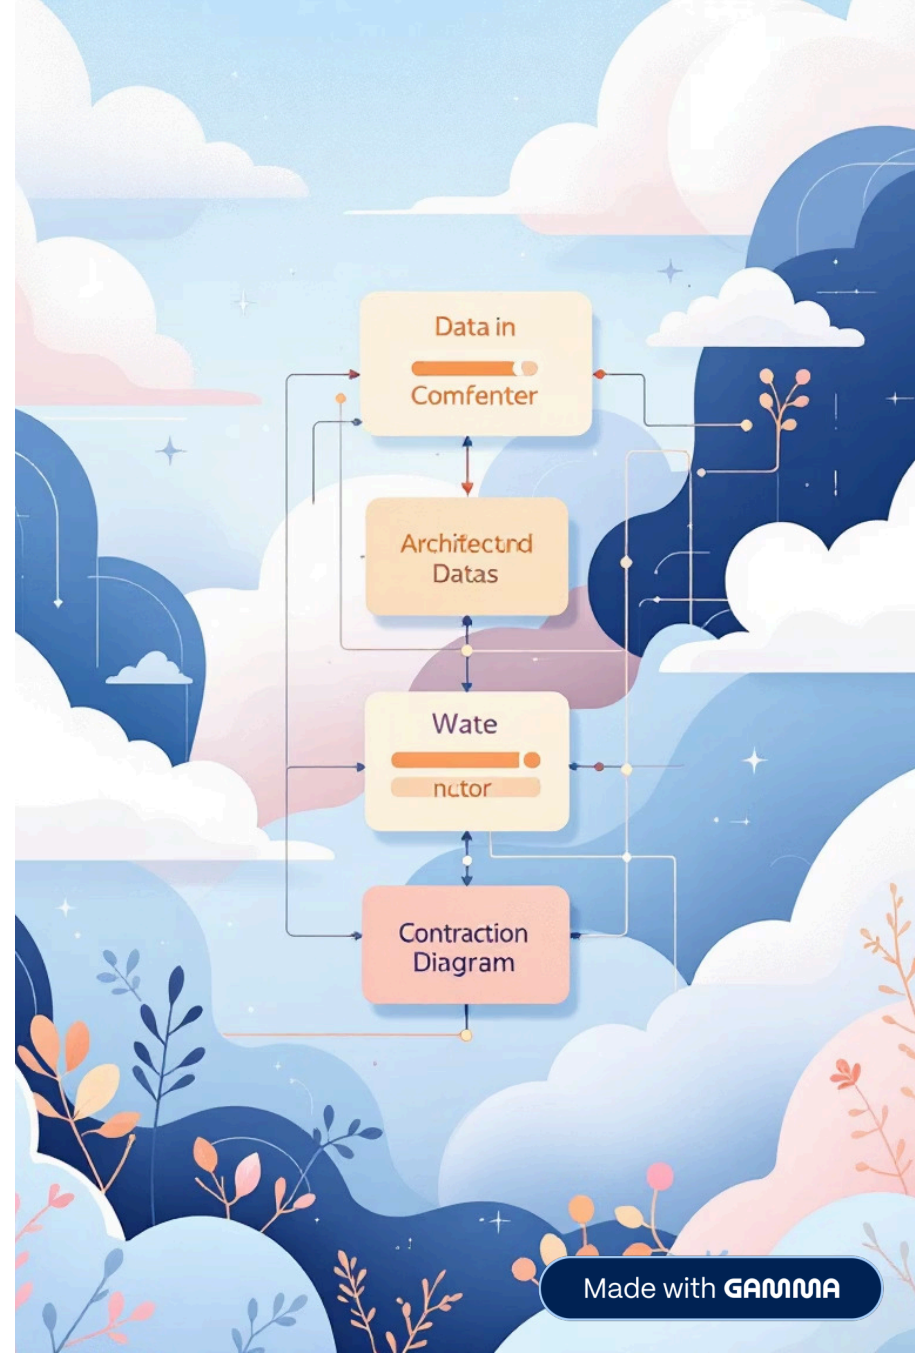 Data in
Comfenter
Architectnd
Datas
Wate
nctor
Contraction
Diagram
Made with GAMMA